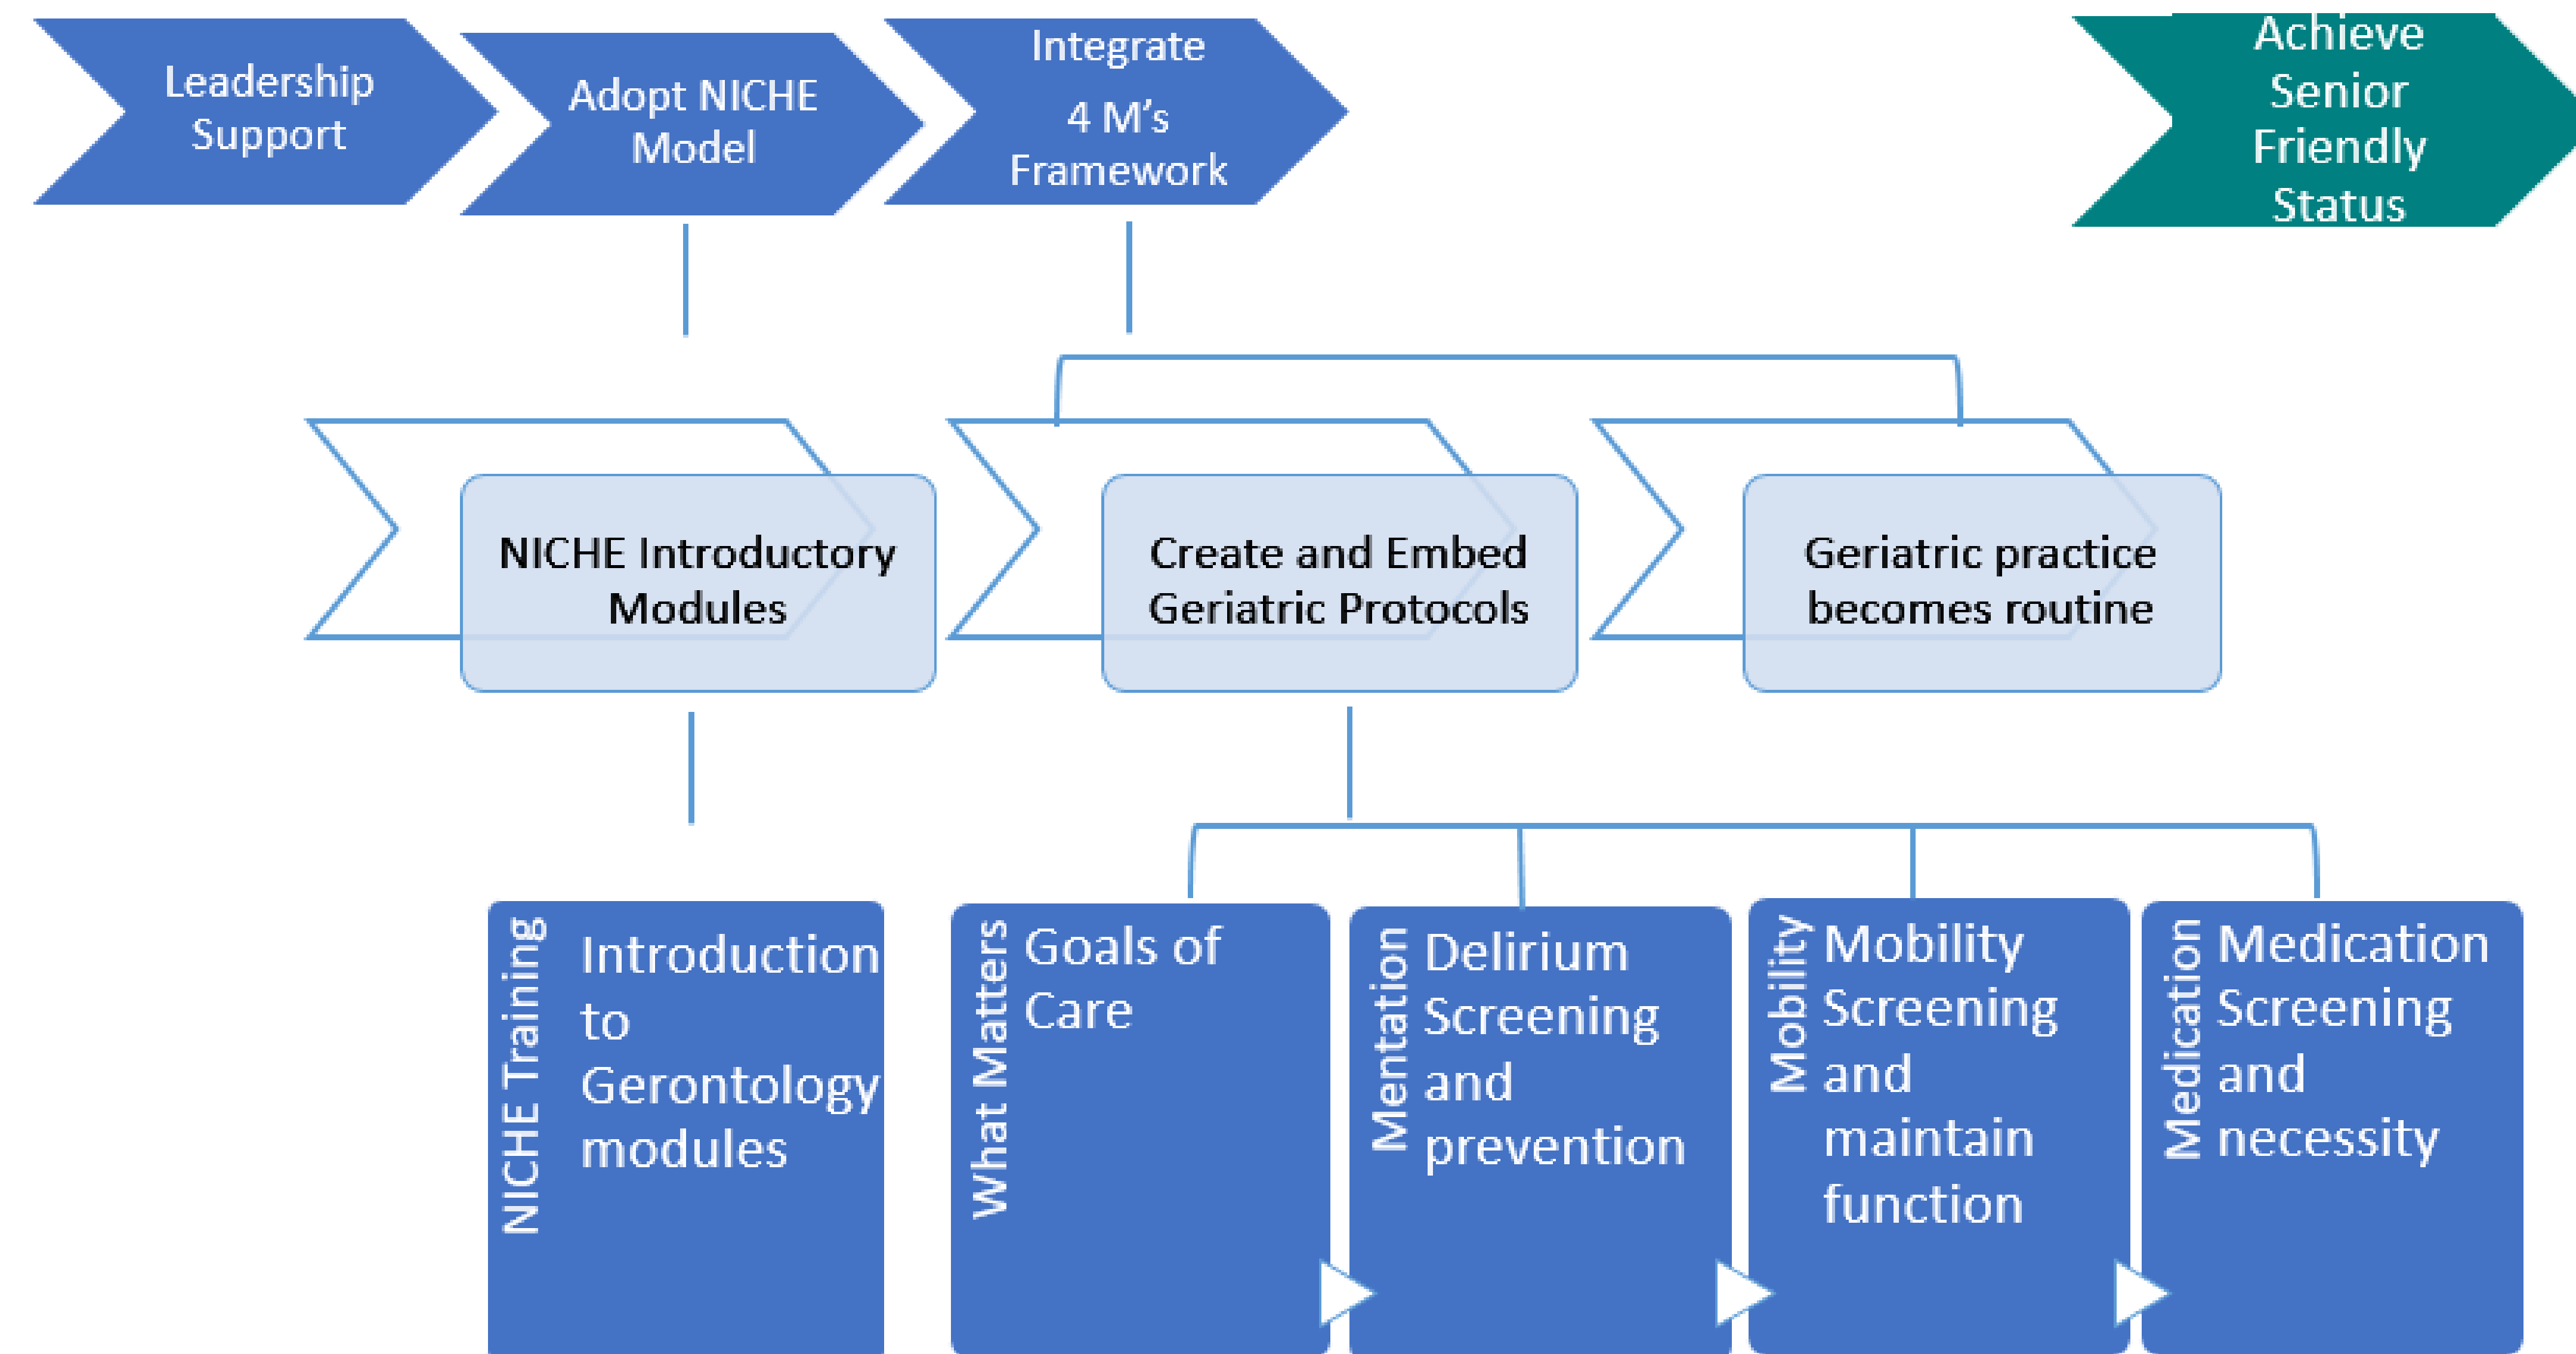 Leadership
Support
Adopt NICHE
Model
Integrate
4 M's
Framework
Achieve
Senior
Friendly
Status
NICHE Introductory
Modules
Create and Embed
Geriatric Protocols
Geriatric practice
becomes routine
NICHE Training
Introduction
to
Gerontology
modules
What Matters
Goals of
Care
Mentation
Delirium
Screening
and
prevention
Mobility
Mobility
Screening
and
maintain
function
Medication
Medication
Screening
and
necessity